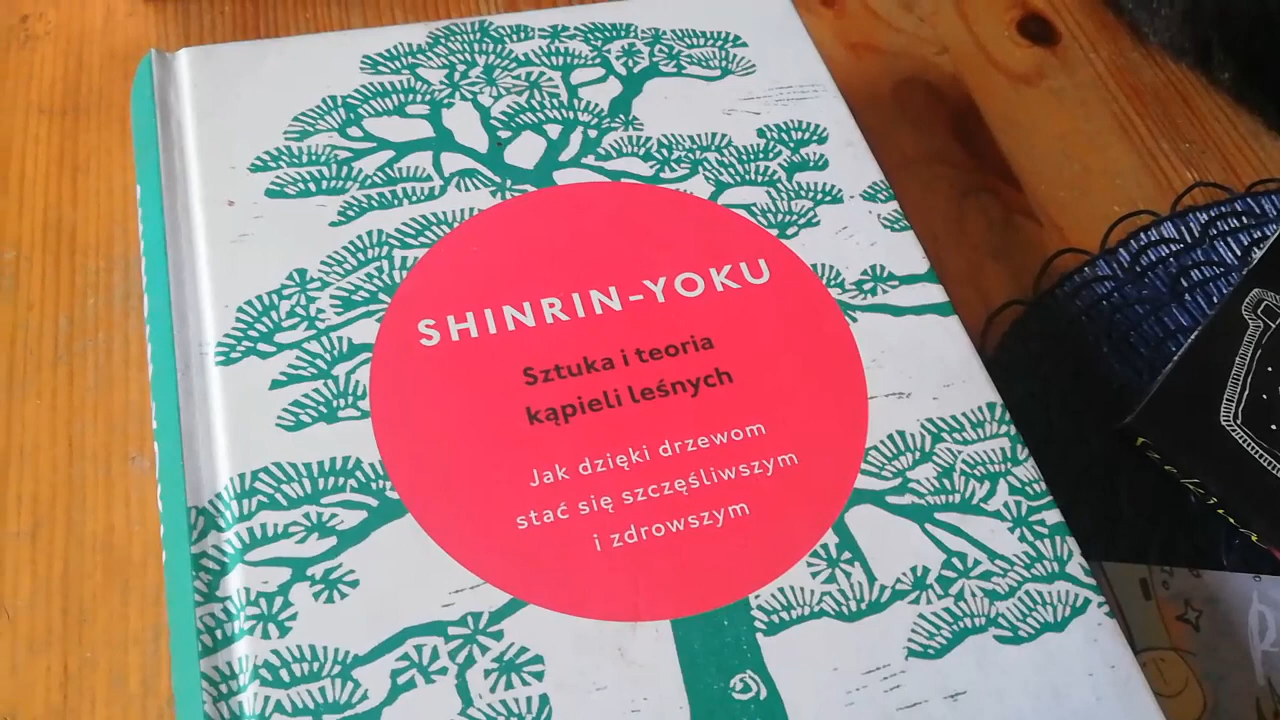 SHINRIN-YOKU
Sztuka i teoria
kąpieli leśnych
Jak dzięki drzewom
stać się szczęśliwszym
i zdrowszym